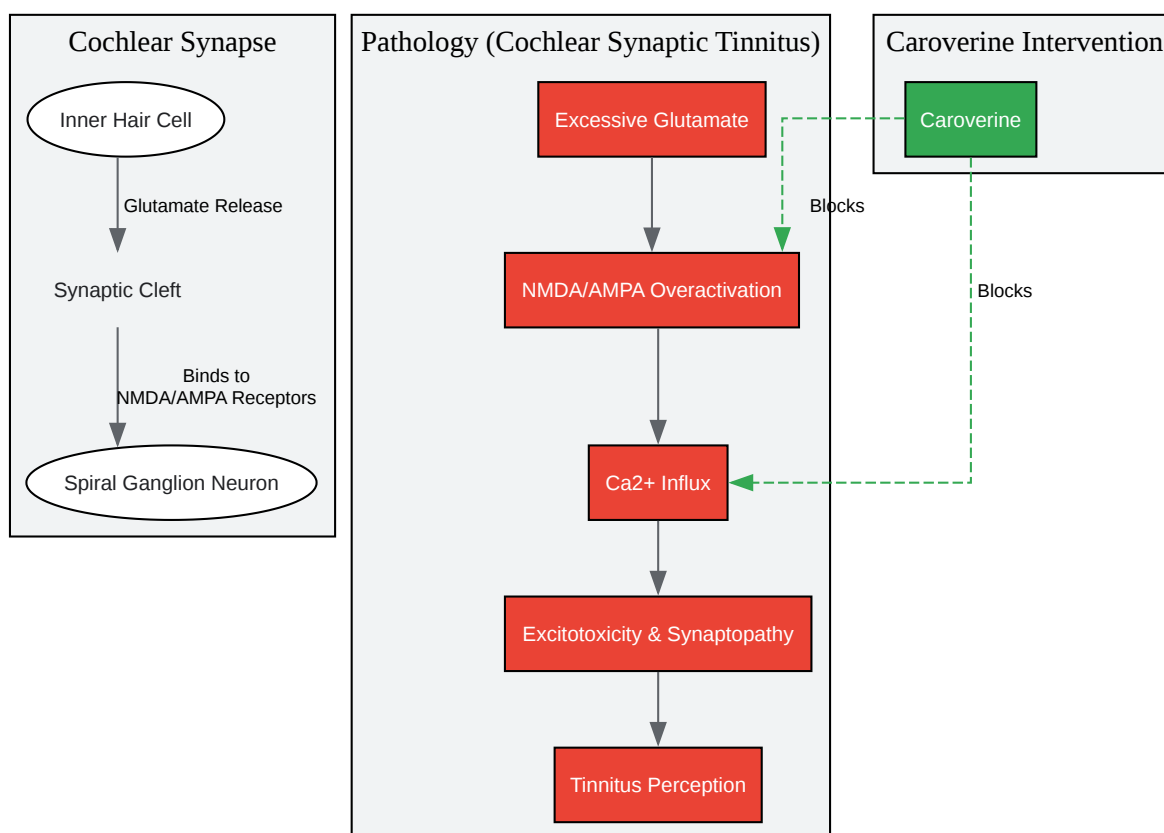 Cochlear Synapse
Inner Hair Cell
Glutamate Release
Synaptic Cleft
Binds to
NMDA/AMPA Receptors
Spiral Ganglion Neuron
Pathology (Cochlear Synaptic Tinnitus)
Excessive Glutamate
NMDA/AMPA Overactivation
Ca2+ Influx
Excitotoxicity & Synaptopathy
Tinnitus Perception
Caroverine Intervention
Caroverine
Blocks
Blocks